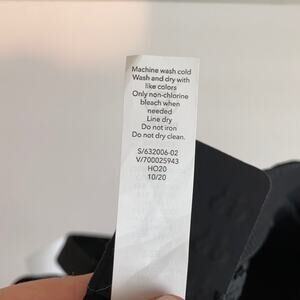 Machine wash cold
Wash and dry with
like colors
Only non-chlorine
bleach when
needed
Line dry
Do not iron
Do not dry clean.
S/632006-02
V/700025943
HO20
10/20